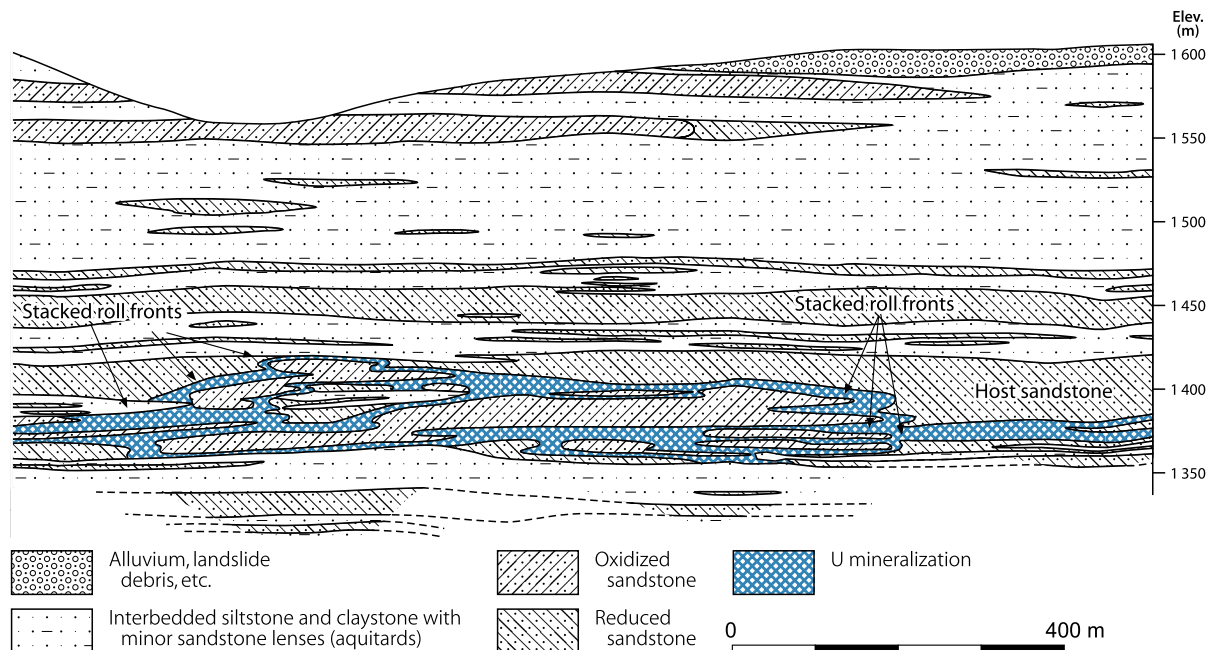 Elev.
(m)
1 600
1 550
1 500
1 450
Stacked roll fronts
Stacked roll fronts
1 400
Host sandstone
1 350
Alluvium, landslide
debris, etc.
Oxidized
sandstone
U mineralization
Interbedded siltstone and claystone with
minor sandstone lenses (aquitards)
Reduced
sandstone
0
400 m